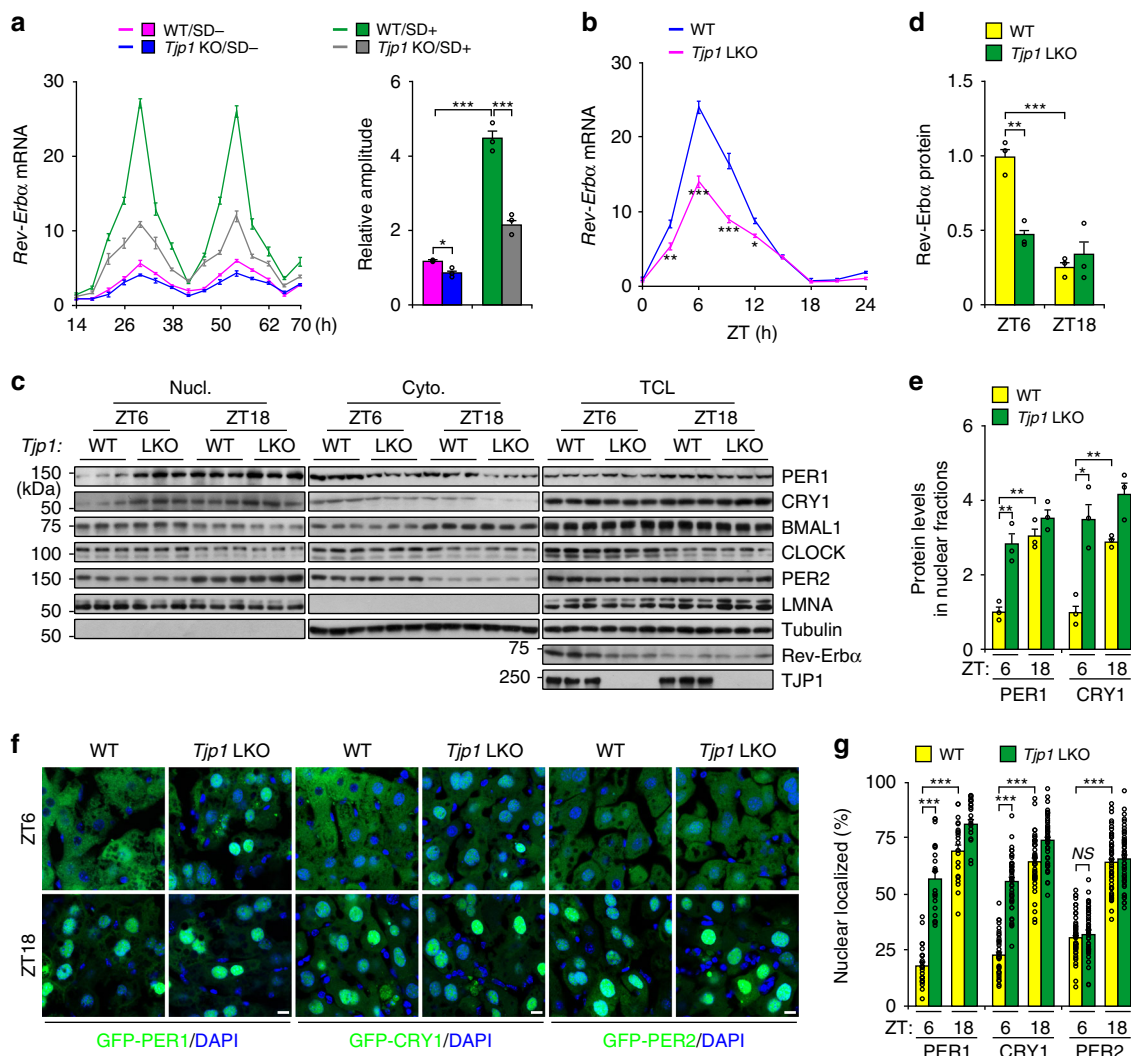 a
WT/SD– WT/SD+
Tjp1 KO/SD– Tjp1 KO/SD+
Rev-Erbα mRNA
30
20
10
0
14 26 38 50 62 70 (h)
Relative amplitude
6
4
2
0
*** ***
*
b
WT
Tjp1 LKO
Rev-Erbα mRNA
30
20
10
0
**
***
***
*
0 6 12 18 24
ZT (h)
d
WT
Tjp1 LKO
Rev-Erbα protein
1.5
1.0
0.5
0
***
**
ZT6 ZT18
c
Nucl. Cyto. TCL
ZT6 ZT18 ZT6 ZT18 ZT6 ZT18
Tjp1: WT LKO WT LKO WT LKO WT LKO WT LKO WT LKO
150 PER1
(kDa)
50 CRY1
75 BMAL1
100 CLOCK
150 PER2
50 LMNA
50 Tubulin
75 Rev-Erbα
250 TJP1
e
WT
Tjp1 LKO
Protein levels
in nuclear fractions
6
4
2
0
** **
** *
ZT: 6 18 6 18
PER1 CRY1
f
WT Tjp1 LKO WT Tjp1 LKO WT Tjp1 LKO
ZT6
ZT18
GFP-PER1/DAPI GFP-CRY1/DAPI GFP-PER2/DAPI
g
WT Tjp1 LKO
Nuclear localized (%)
100
75
50
25
0
*** *** ***
*** *** NS
ZT: 6 18 6 18 6 18
PER1 CRY1 PER2